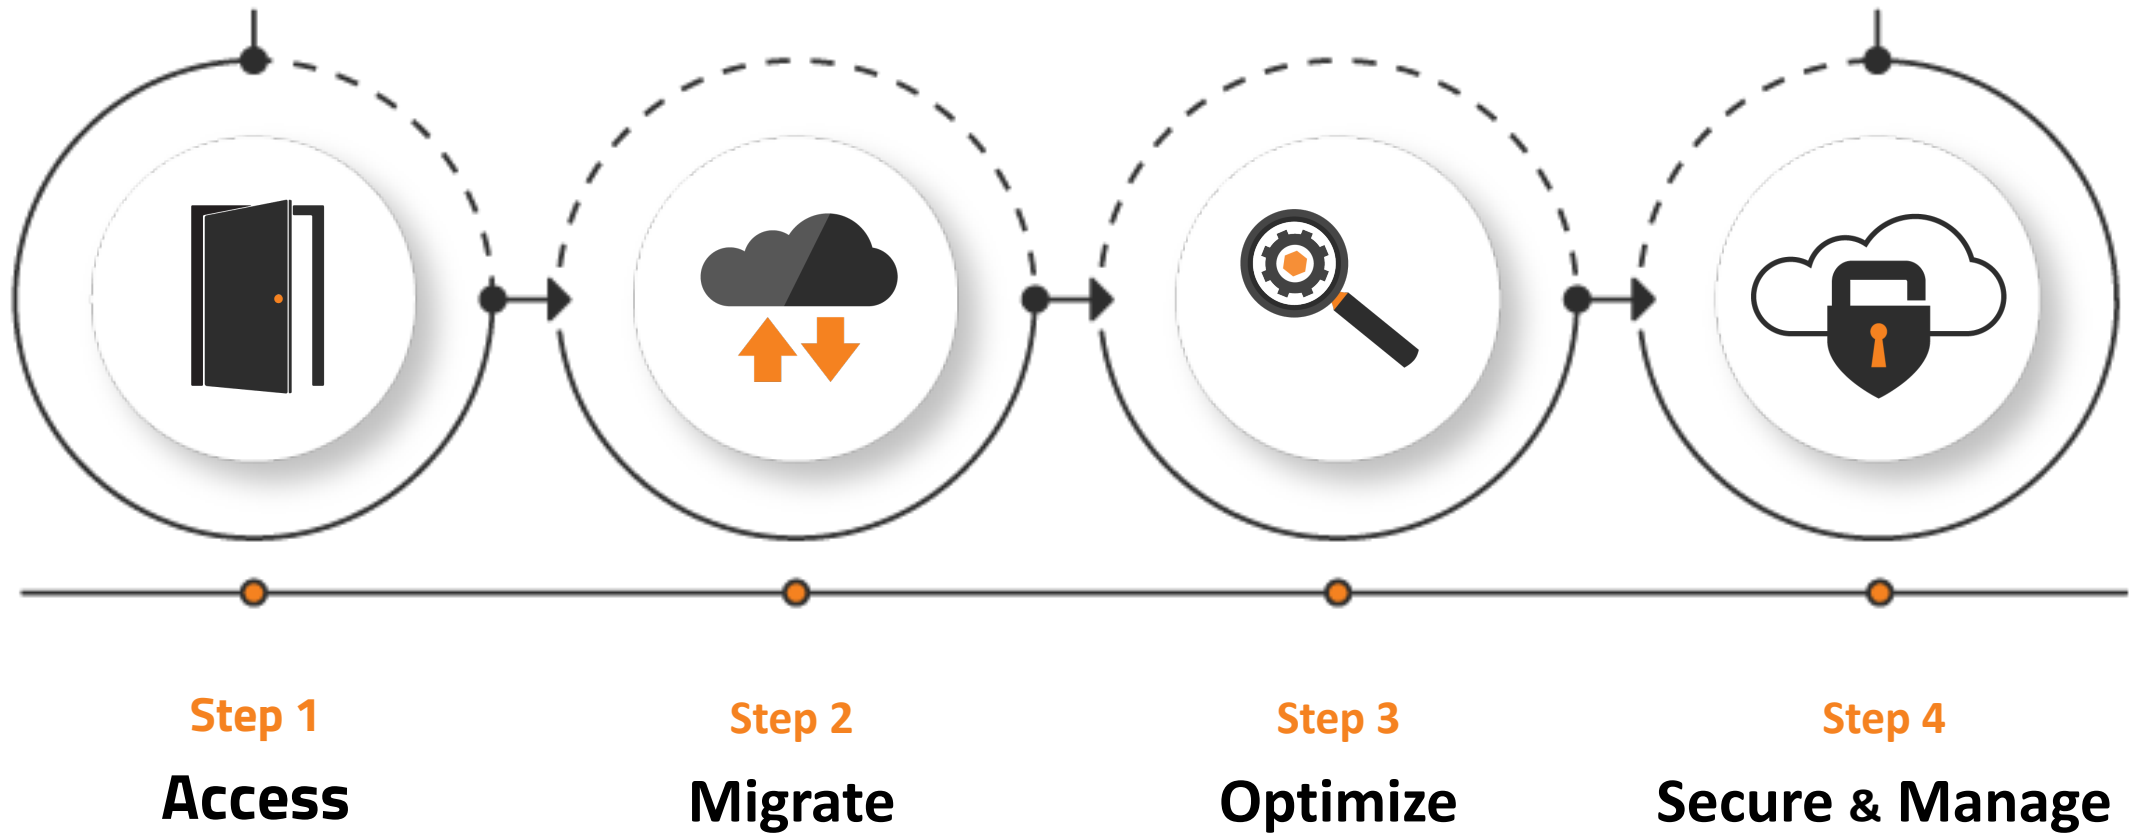 Step 1
Access
Step 2
Migrate
Step 3
Optimize
Step 4
Secure & Manage